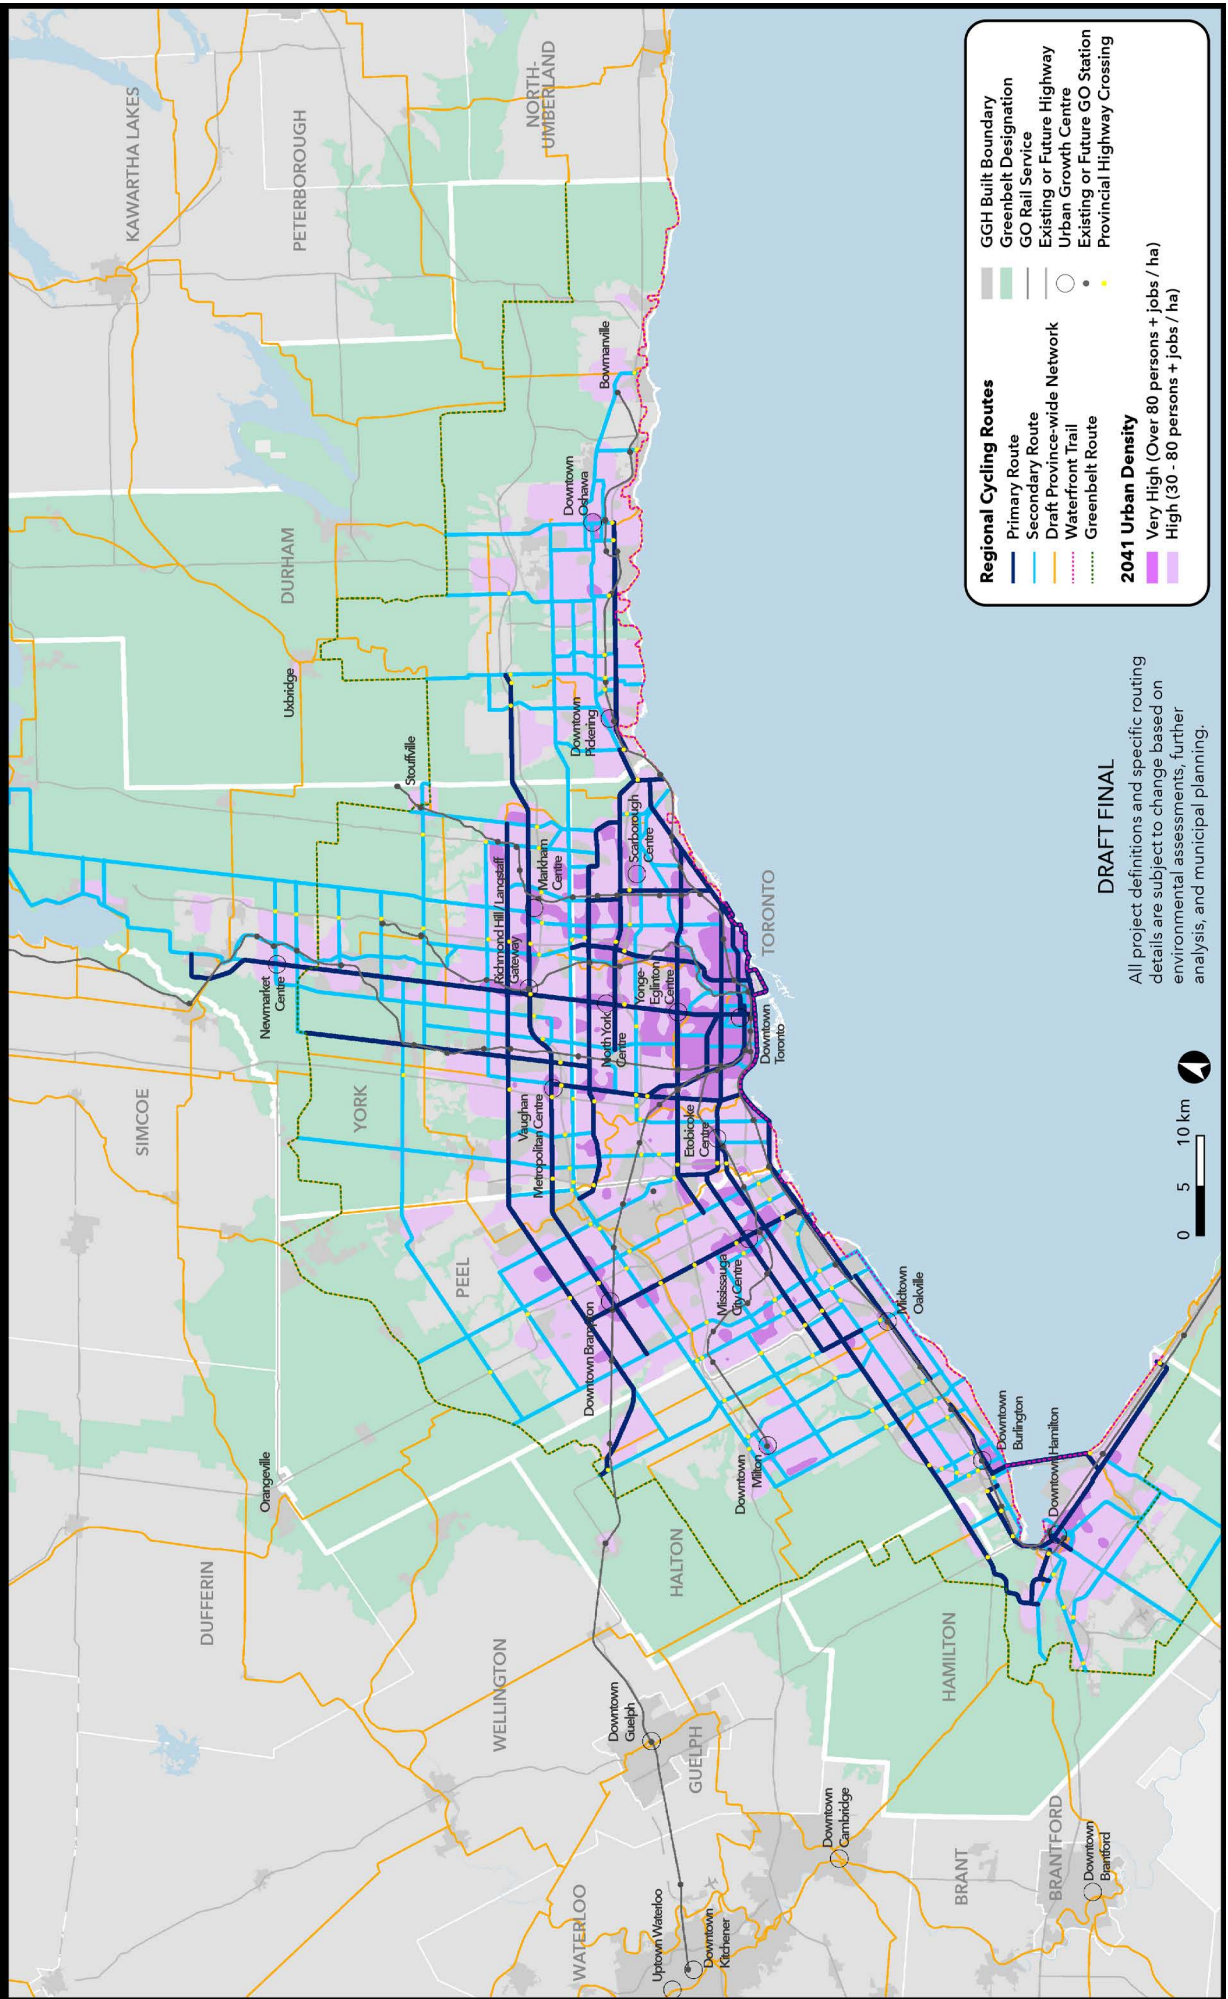 KAWARTHA LAKES
PETERBOROUGH
NORTH-
UMBERLAND
DURHAM
Uxbridge
Stouffville
Bowmanville
Downtown
Oshawa
Downtown
Pickering
SIMCOE
YORK
Newmarket
Centre
Richmond Hill / Langstaff
Gateway
Markham
Centre
Scarborough
Centre
North York
Centre
Yonge-
Eglinton
Centre
Vaughan
Metropolitan Centre
Etobicoke
Centre
Downtown
Toronto
TORONTO
DUFFERIN
Orangeville
PEEL
Downtown Brampton
Mississauga
City Centre
Midtown
Oakville
Downtown
Milton
HALTON
Downtown
Burlington
Downtown Hamilton
HAMILTON
WELLINGTON
Downtown
Guelph
GUELPH
WATERLOO
Uptown Waterloo
Downtown
Kitchener
Downtown
Cambridge
BRANT
BRANTFORD
Downtown
Brantford
0 5 10 km
DRAFT FINAL
All project definitions and specific routing
details are subject to change based on
environmental assessments, further
analysis, and municipal planning.
Regional Cycling Routes
Primary Route
Secondary Route
Draft Province-wide Network
Waterfront Trail
Greenbelt Route
2041 Urban Density
Very High (Over 80 persons + jobs / ha)
High (30 - 80 persons + jobs / ha)
GGH Built Boundary
Greenbelt Designation
GO Rail Service
Existing or Future Highway
Urban Growth Centre
Existing or Future GO Station
Provincial Highway Crossing